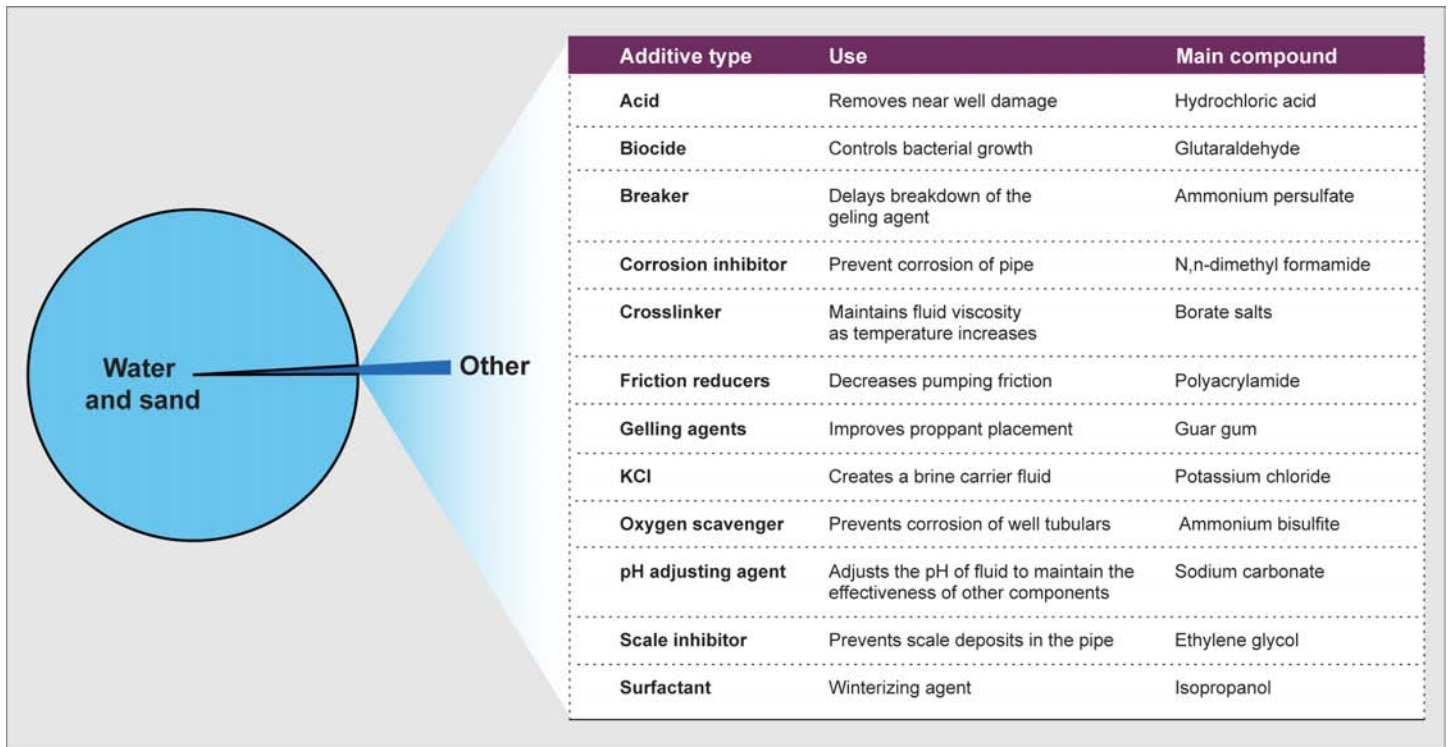 Water
and sand
Other
Additive type Use Main compound
Acid Removes near well damage Hydrochloric acid
Biocide Controls bacterial growth Glutaraldehyde
Breaker Delays breakdown of the Ammonium persulfate
geling agent
Corrosion inhibitor Prevent corrosion of pipe N,n-dimethyl formamide
Crosslinker Maintains fluid viscosity Borate salts
as temperature increases
Friction reducers Decreases pumping friction Polyacrylamide
Gelling agents Improves proppant placement Guar gum
KCl Creates a brine carrier fluid Potassium chloride
Oxygen scavenger Prevents corrosion of well tubulars Ammonium bisulfite
pH adjusting agent Adjusts the pH of fluid to maintain the Sodium carbonate
effectiveness of other components
Scale inhibitor Prevents scale deposits in the pipe Ethylene glycol
Surfactant Winterizing agent Isopropanol